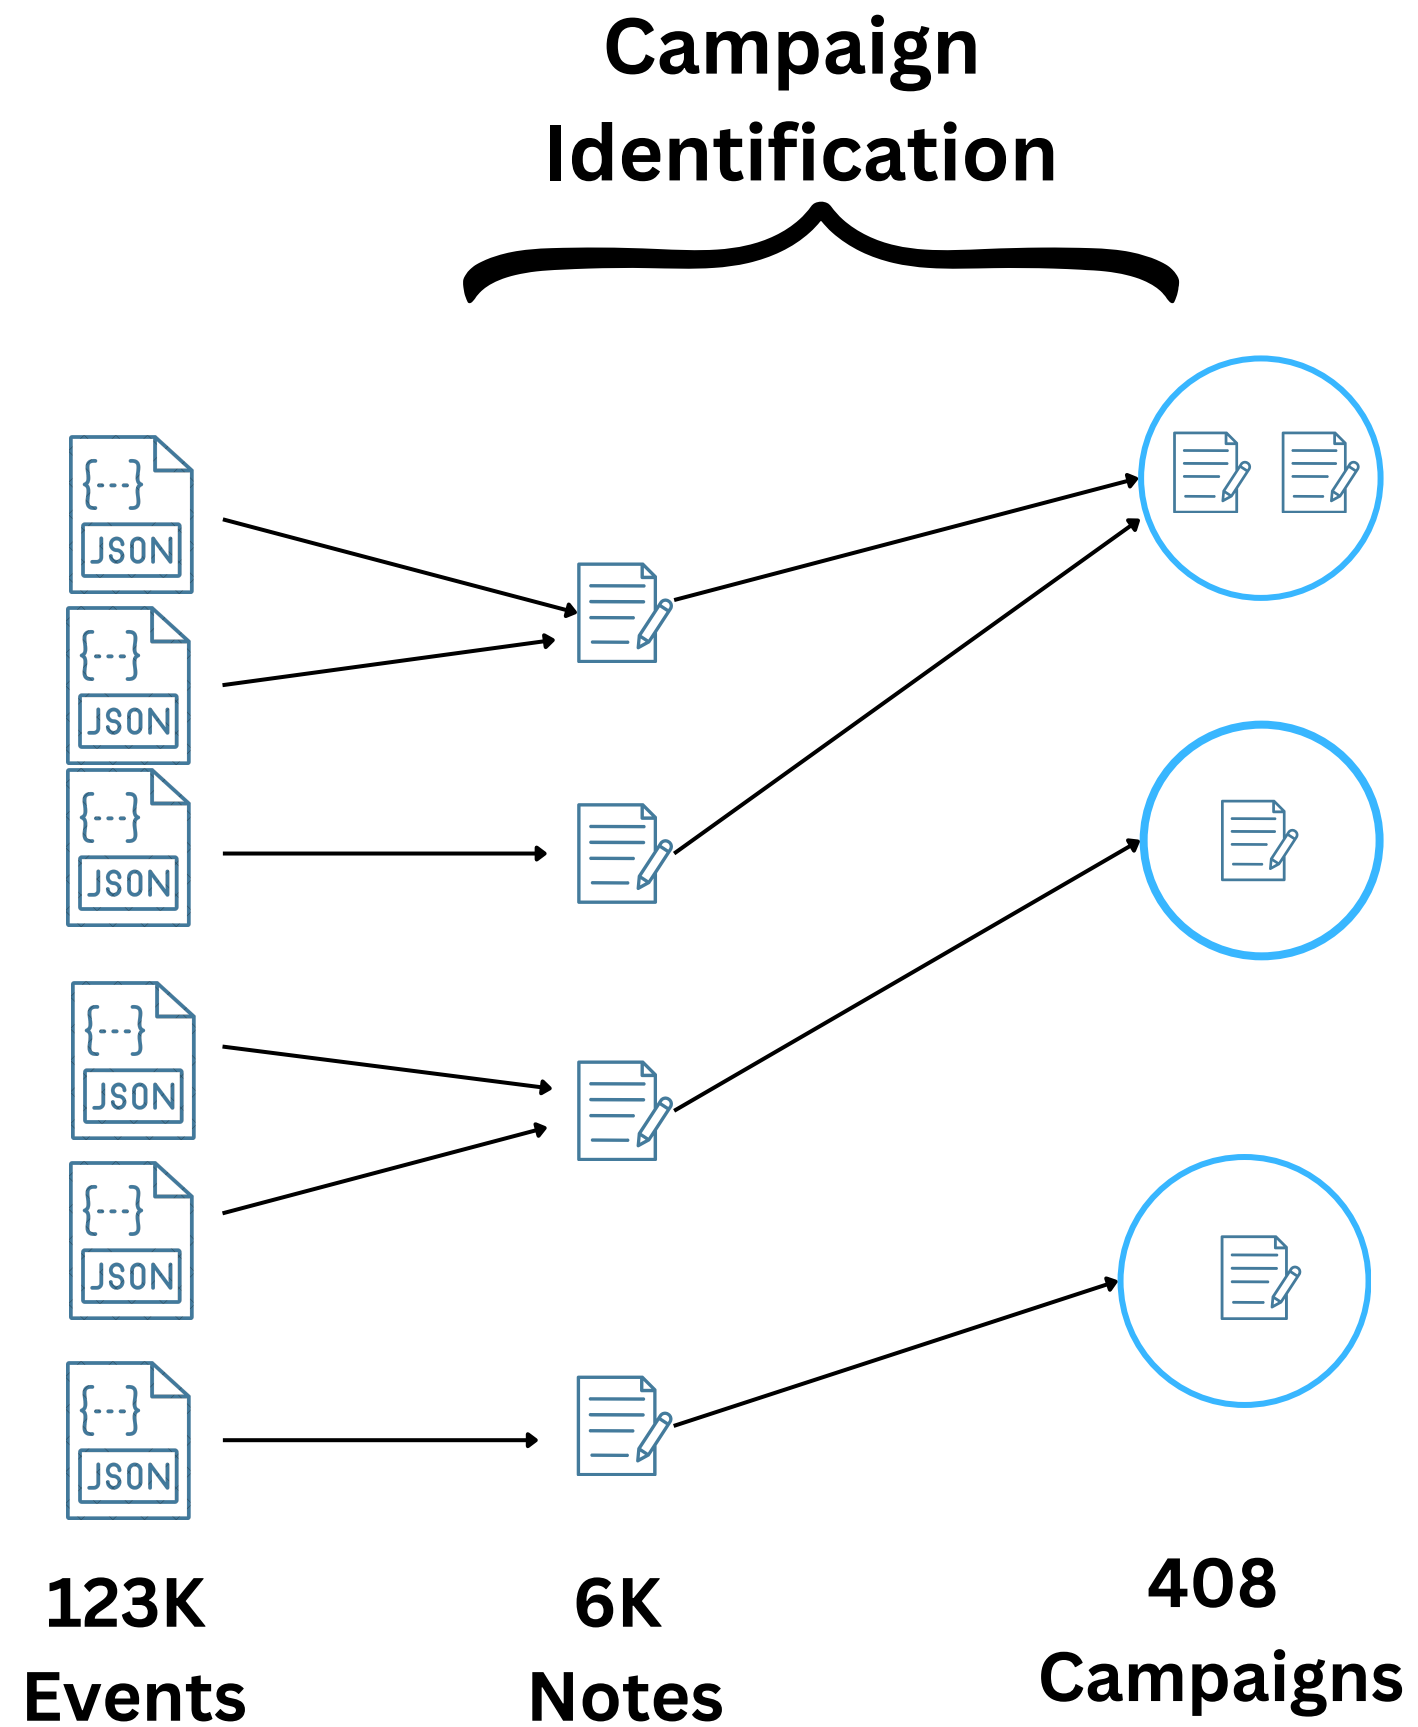 Campaign
Identification
{---}
JSON
{---}
JSON
{---}
JSON
{---}
JSON
{---}
JSON
{---}
JSON
123K
Events
6K
Notes
408
Campaigns